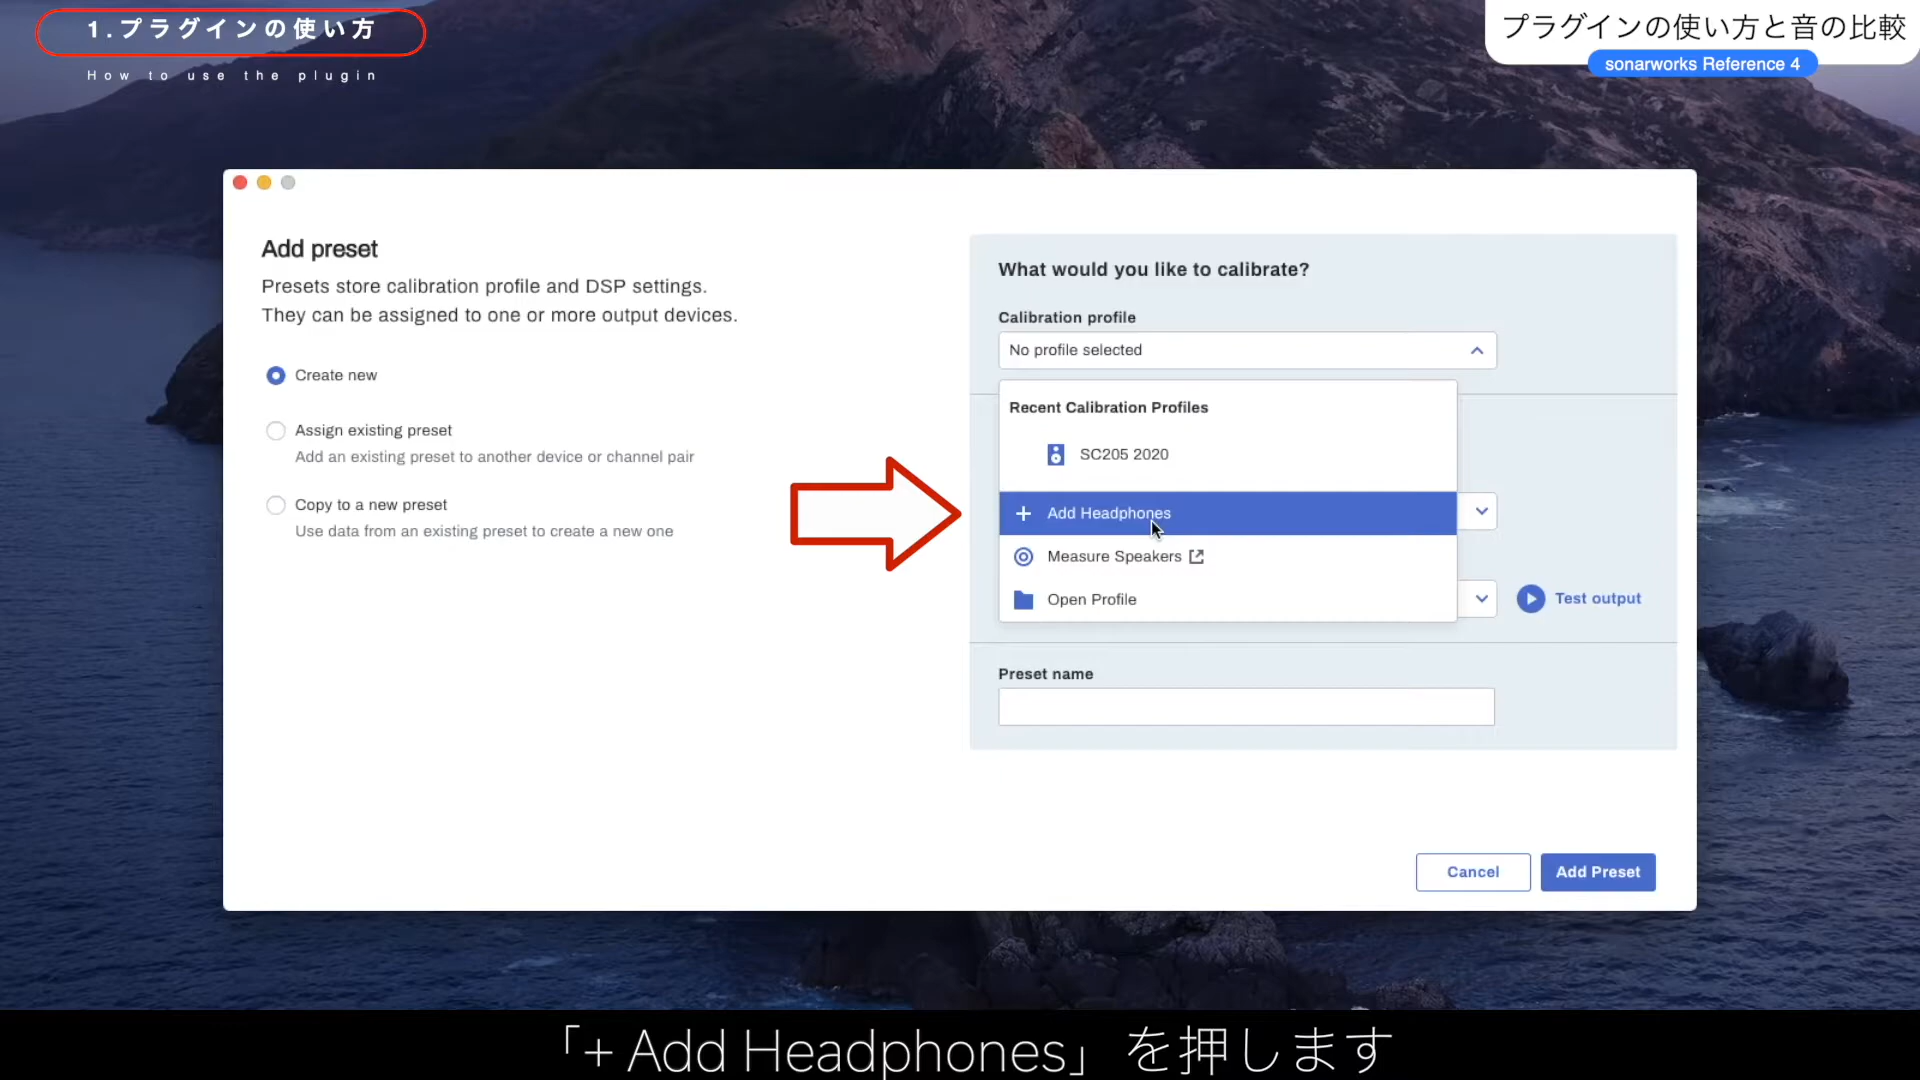 1.プラグインの使い方
How to use the plugin
プラグインの使い方と音の比較
sonarworks Reference 4
Add preset
Presets store calibration profile and DSP settings.
They can be assigned to one or more output devices.
Create new
Assign existing preset
Add an existing preset to another device or channel pair
Copy to a new preset
Use data from an existing preset to create a new one
What would you like to calibrate?
Calibration profile
No profile selected
Recent Calibration Profiles
SC205 2020
Add Headphones
Measure Speakers
Open Profile
Test output
Preset name
Cancel
Add Preset
「+ Add Headphones」を押します